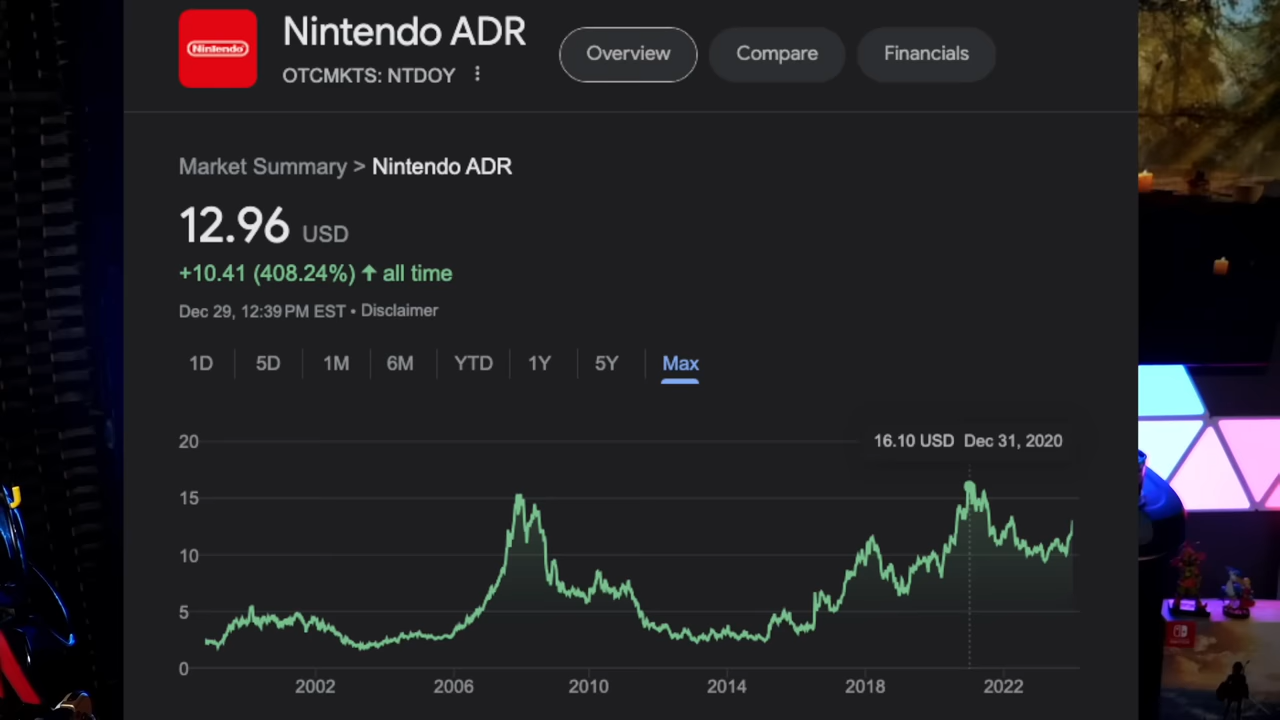 Nintendo
Nintendo ADR
OTCMKTS: NTDOY
Overview
Compare
Financials
Market Summary > Nintendo ADR
12.96 USD
+10.41 (408.24%) ↑ all time
Dec 29, 12:39 PM EST • Disclaimer
1D 5D 1M 6M YTD 1Y 5Y Max
16.10 USD Dec 31, 2020
20
15
10
5
0
2002 2006 2010 2014 2018 2022